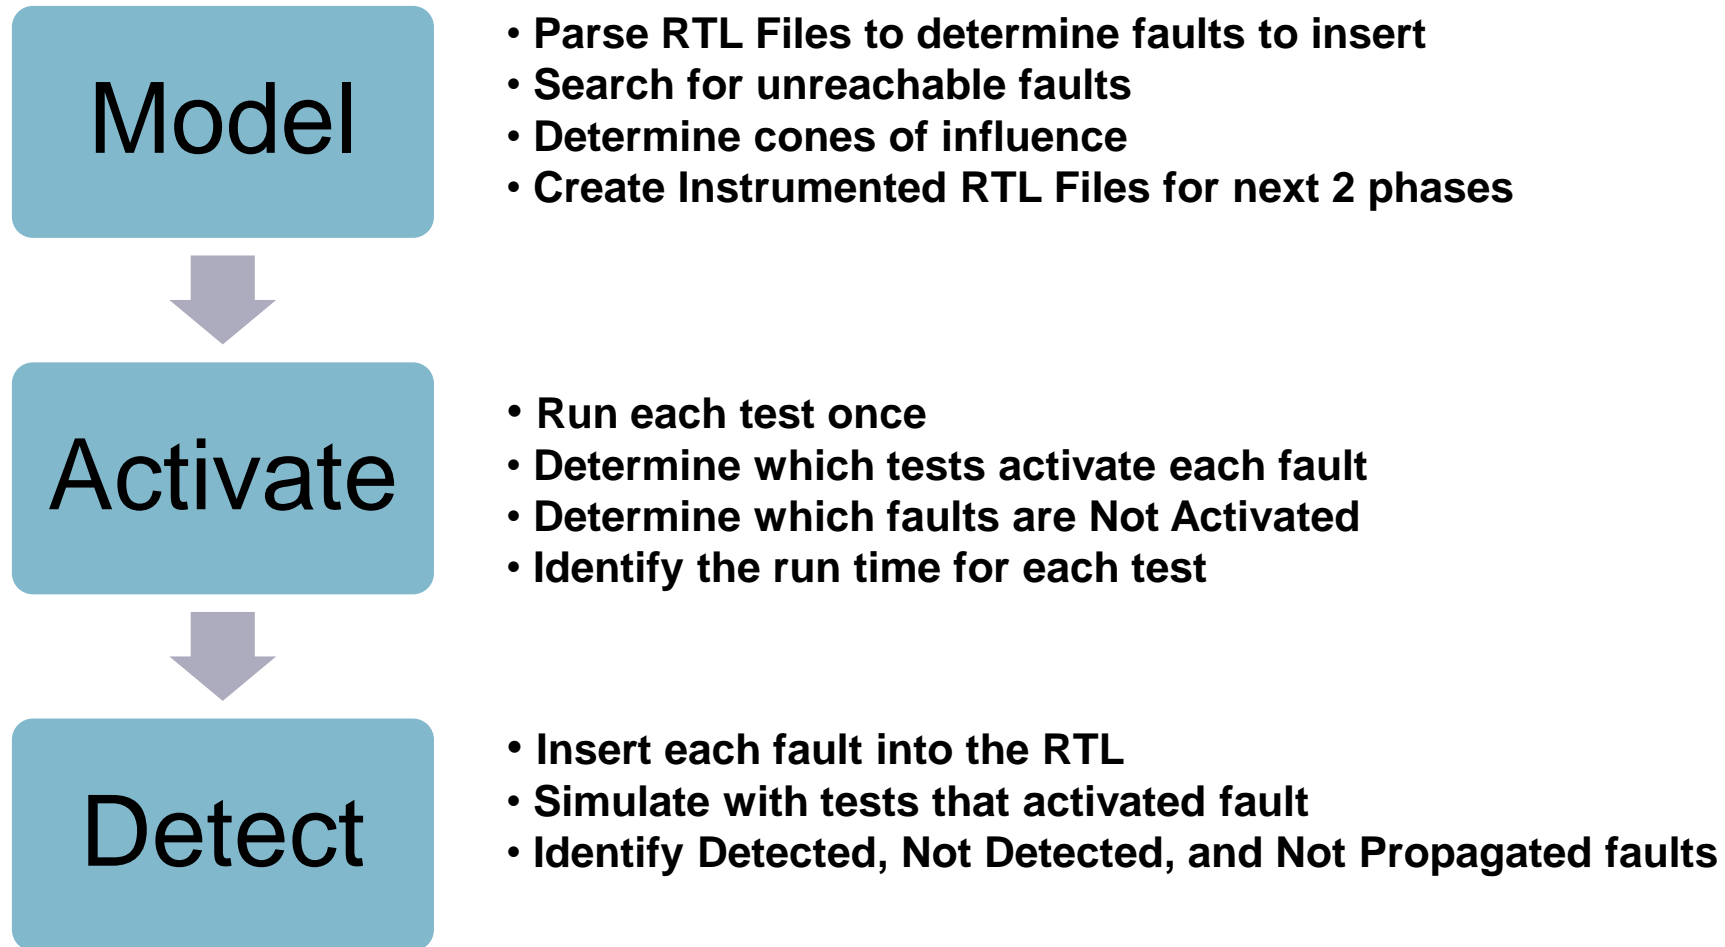 Model
• Parse RTL Files to determine faults to insert
• Search for unreachable faults
• Determine cones of influence
• Create Instrumented RTL Files for next 2 phases
Activate
• Run each test once
• Determine which tests activate each fault
• Determine which faults are Not Activated
• Identify the run time for each test
Detect
• Insert each fault into the RTL
• Simulate with tests that activated fault
• Identify Detected, Not Detected, and Not Propagated faults